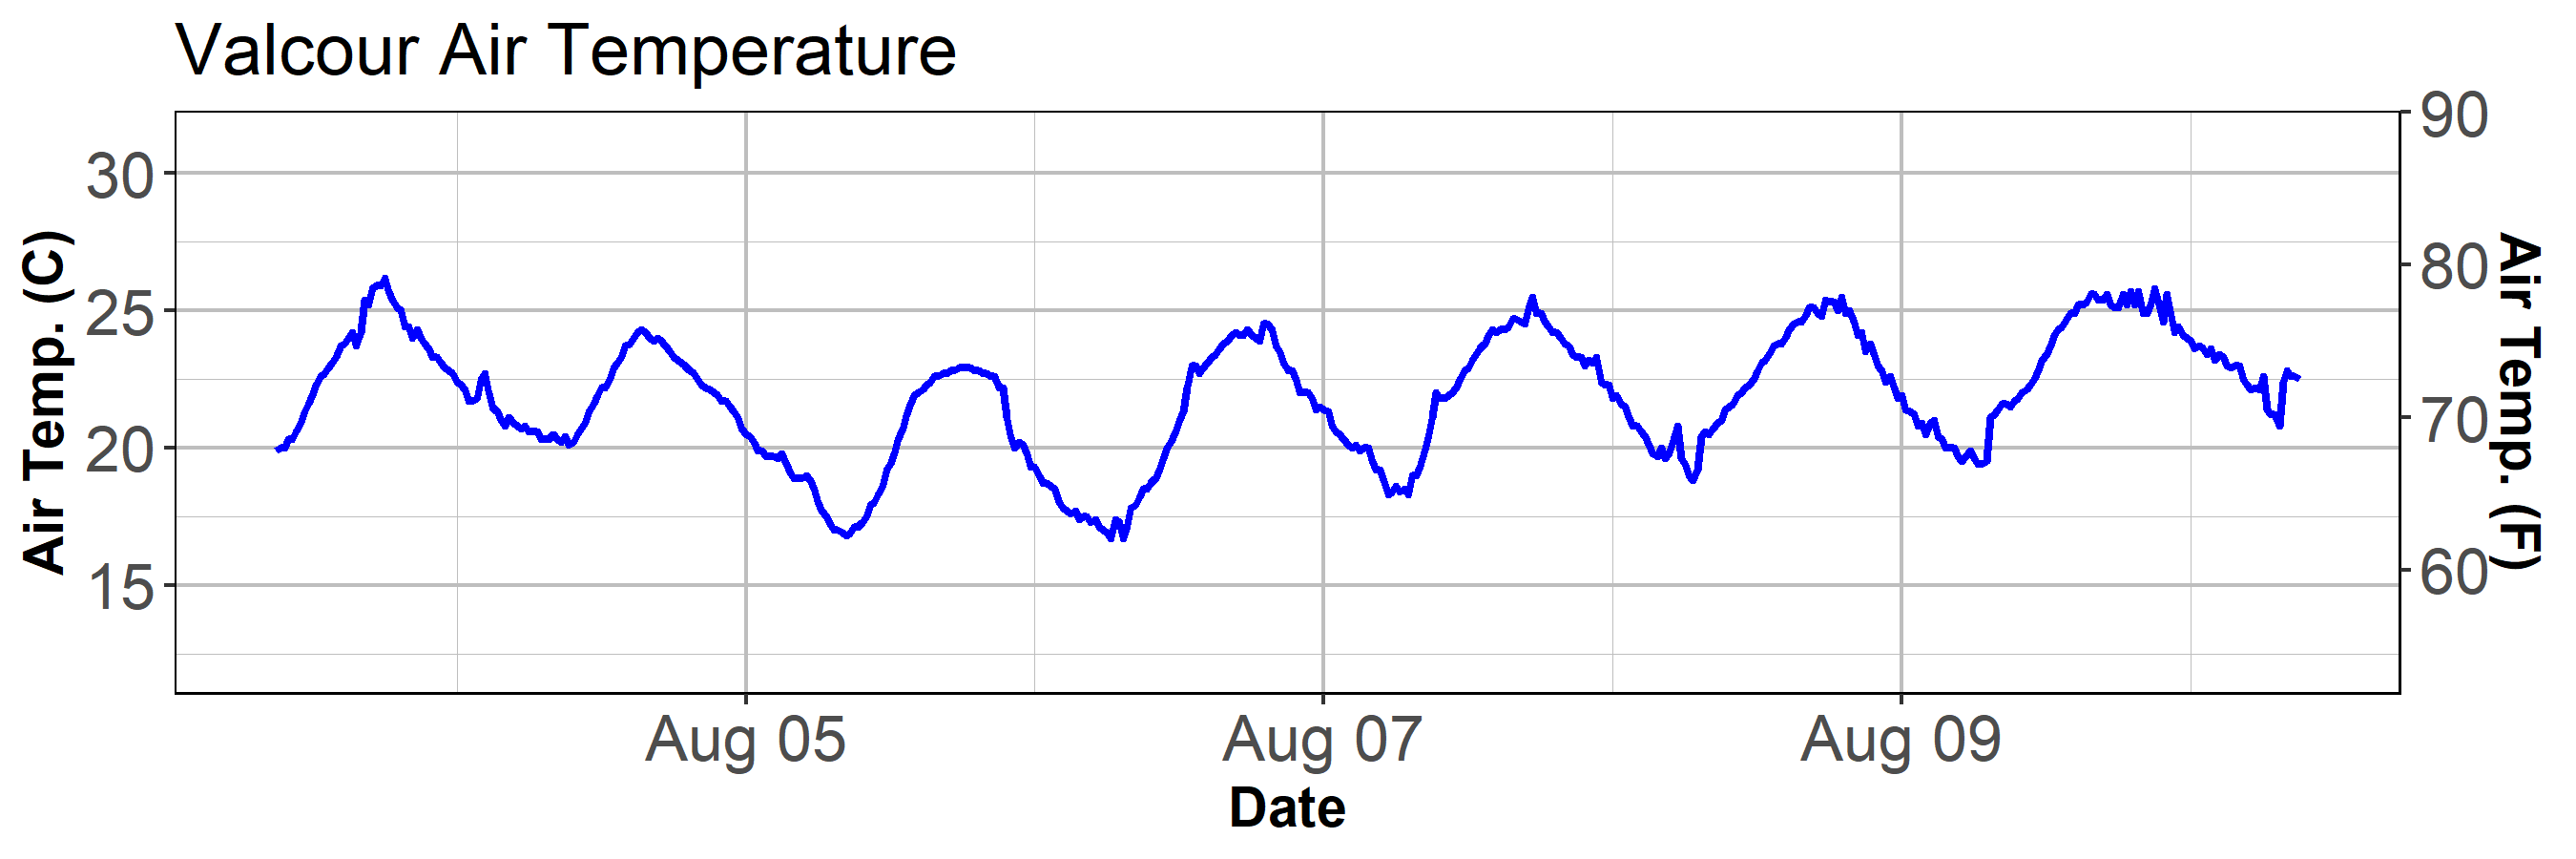 Valcour Air Temperature
Air Temp. (C)
30
25
20
15
90
80
70
60
Air Temp. (F)
Aug 05
Aug 07
Aug 09
Date